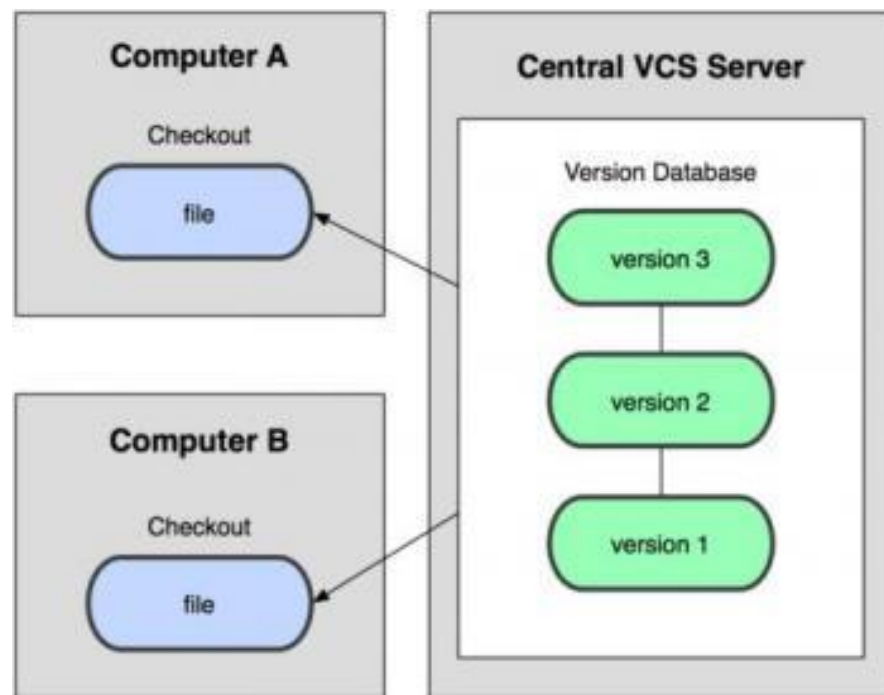 Computer A
Checkout
file
Computer B
Checkout
file
Central VCS Server
Version Database
version 3
version 2
version 1